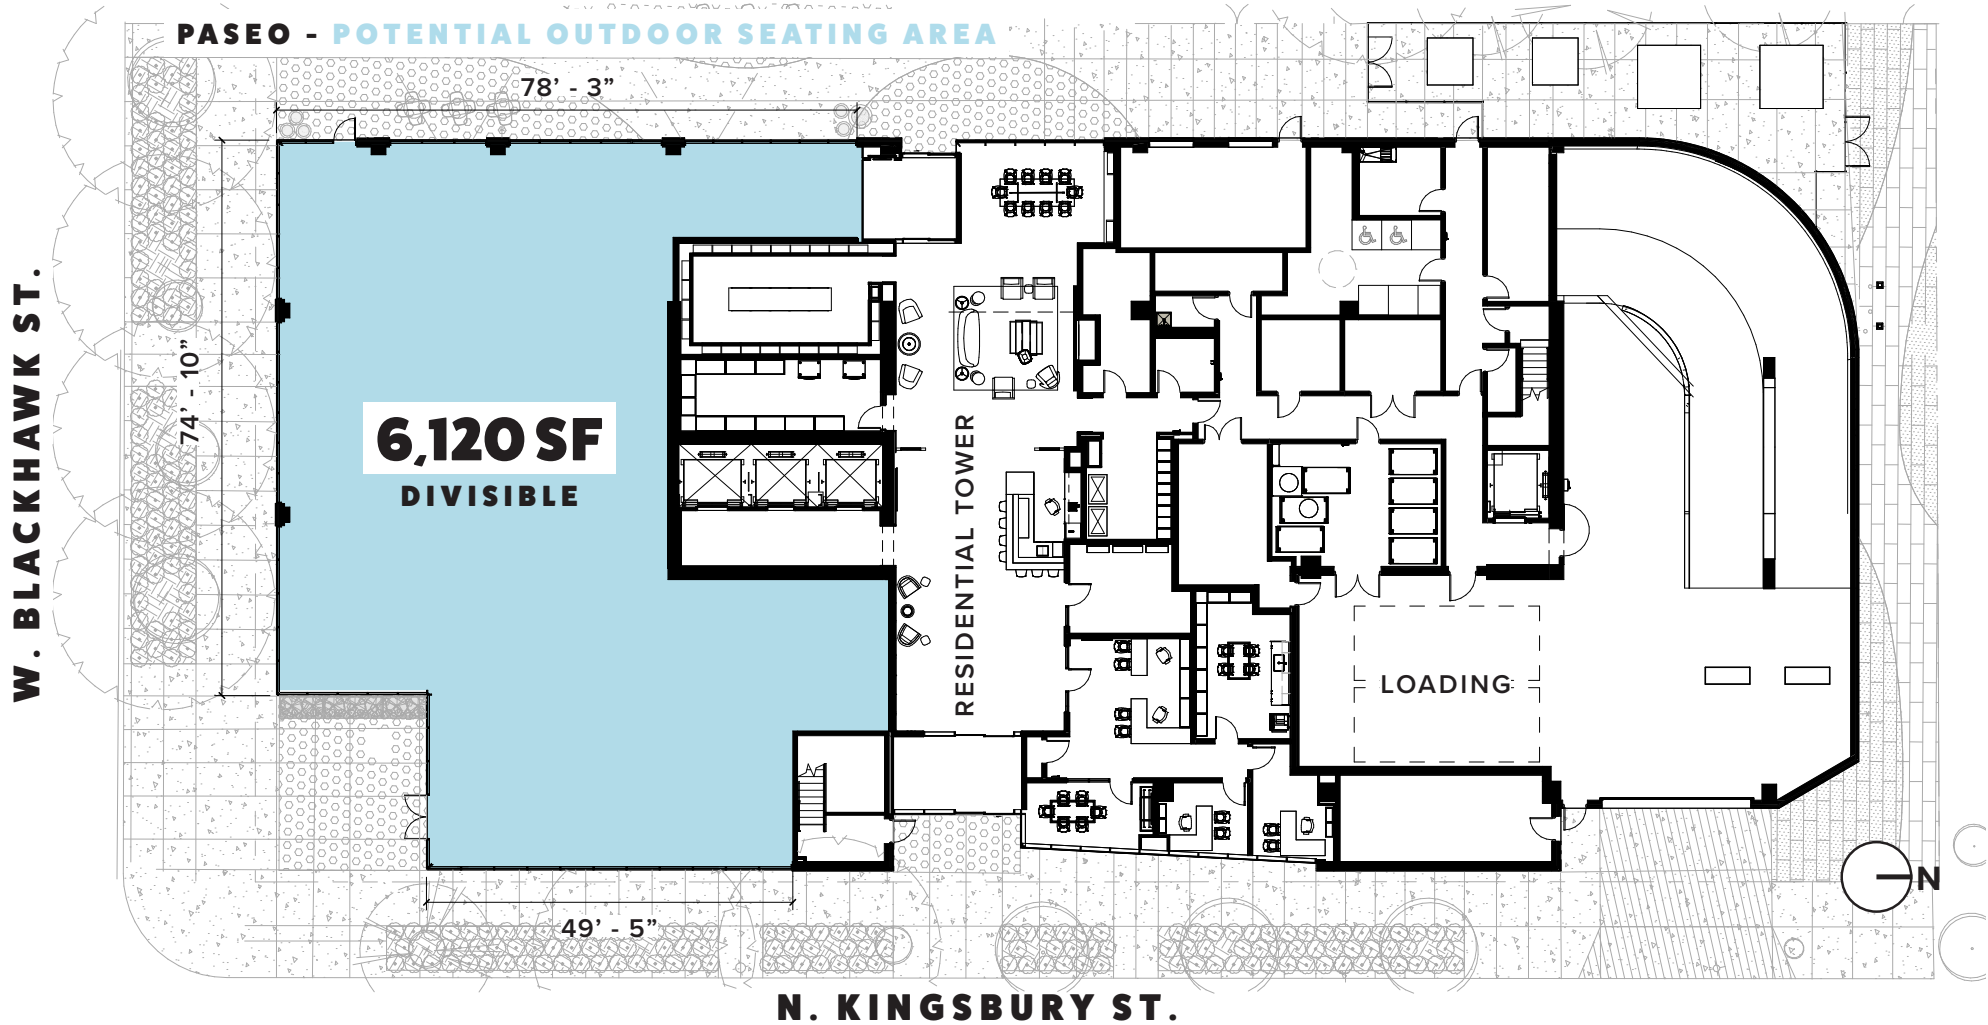 PASEO - POTENTIAL OUTDOOR SEATING AREA
78’ - 3”
W. BLACKHAWK ST.
74’ - 10”
6,120 SF
DIVISIBLE
RESIDENTIAL TOWER
LOADING
N
49’ - 5”
N. KINGSBURY ST.